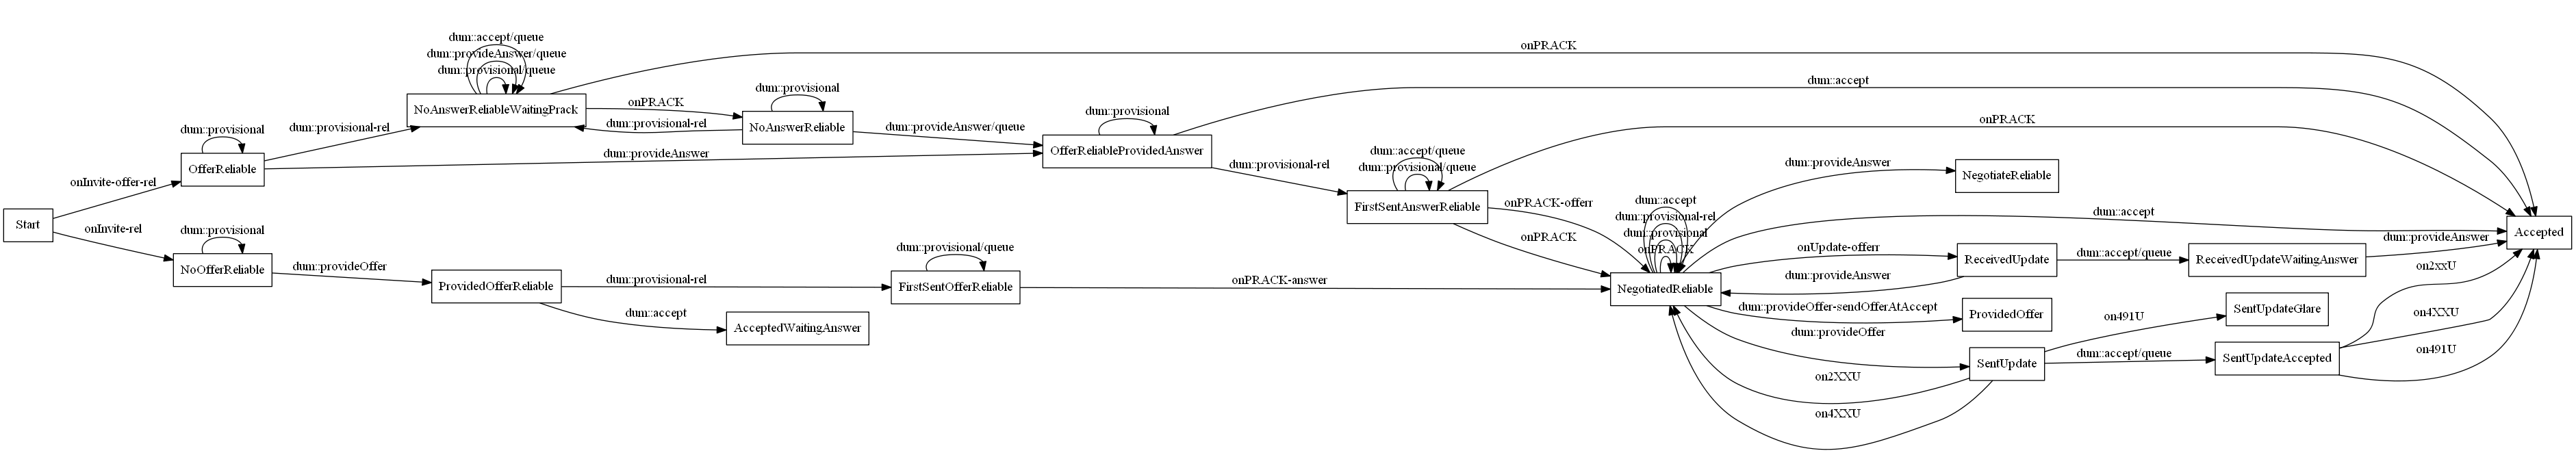 dum::accept/queue
dum::provideAnswer/queue
dum::provisional/queue
NoAnswerReliableWaitingPrack
onPRACK
onPRACK
dum::provisional-rel
dum::provisional
NoAnswerReliable
dum::accept
dum::provisional
OfferReliable
dum::provisional-rel
dum::provideAnswer
dum::provideAnswer/queue
dum::provisional
OfferReliableProvidedAnswer
dum::provisional-rel
onPRACK
dum::accept/queue
dum::provisional/queue
FirstSentAnswerReliable
onPRACK-offerr
onPRACK
onInvite-offer-rel
Start
onInvite-rel
dum::provisional
NoOfferReliable
dum::provideOffer
ProvidedOfferReliable
dum::provisional-rel
dum::accept
AcceptedWaitingAnswer
dum::provisional/queue
FirstSentOfferReliable
onPRACK-answer
dum::accept
dum::provisional-rel
dum::provisional
onPRACK
NegotiatedReliable
dum::provideAnswer
NegotiateReliable
dum::accept
onUpdate-offerr
ReceivedUpdate
dum::provideAnswer
dum::accept/queue
ReceivedUpdateWaitingAnswer
dum::provideAnswer
Accepted
dum::provideOffer-sendOfferAtAccept
ProvidedOffer
dum::provideOffer
SentUpdate
on2XXU
on4XXU
on491U
SentUpdateGlare
dum::accept/queue
SentUpdateAccepted
on2xxU
on4XXU
on491U